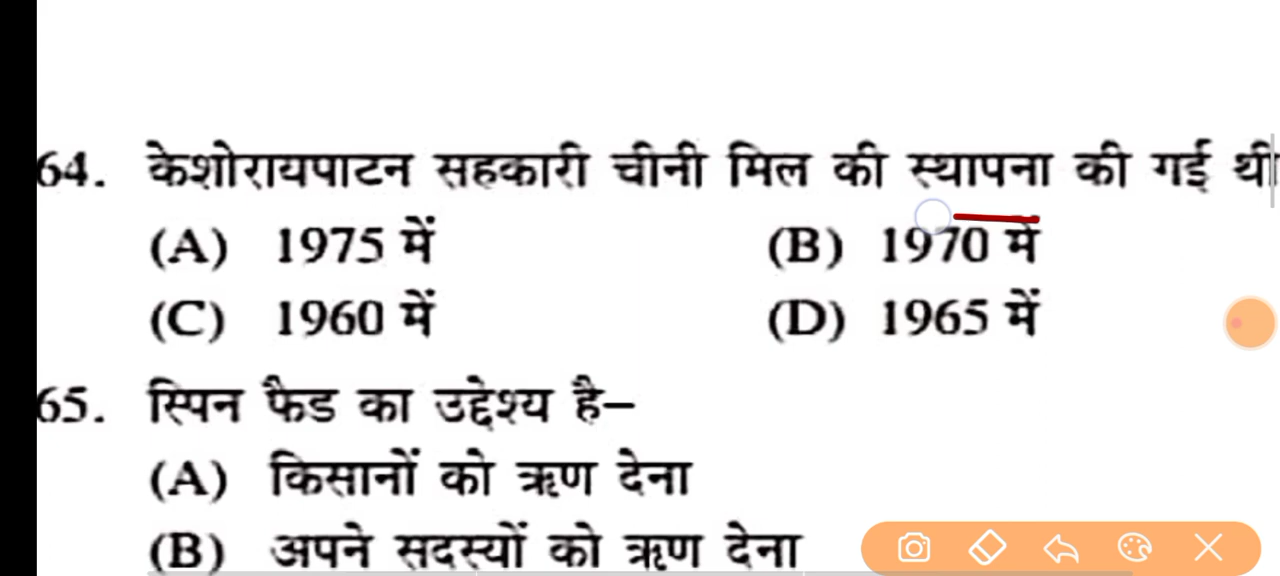 64. केशोरायपाटन सहकारी चीनी मिल की स्थापना की गई थी
(A) 1975 में (B) 1970 में
(C) 1960 में (D) 1965 में
65. स्पिन फैड का उद्देश्य है–
(A) किसानों को ऋण देना
(B) अपने सदस्यों को ऋण देना